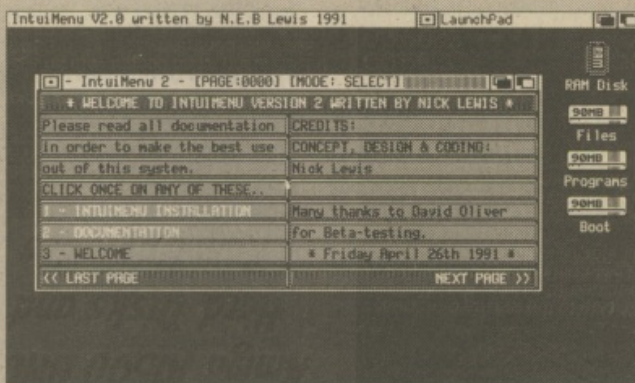 IntuiMenu V2.0 written by N.E.B Lewis 1991
LaunchPad
RAM Disk
90MB
Files
90MB
Programs
90MB
Boot
- IntuiMenu 2 - [PAGE:0000] [MODE: SELECT]
* WELCOME TO INTUIMENU VERSION 2 WRITTEN BY NICK LEWIS *
Please read all documentation
in order to make the best use
out of this system.
CLICK ONCE ON ANY OF THESE..
1 - INTUIMENU INSTALLATION
2 - DOCUMENTATION
3 - WELCOME
<< LAST PAGE
CREDITS:
CONCEPT, DESIGN & CODING:
Nick Lewis
Many thanks to David Oliver
for Beta-testing.
* Friday April 26th 1991 *
NEXT PAGE >>